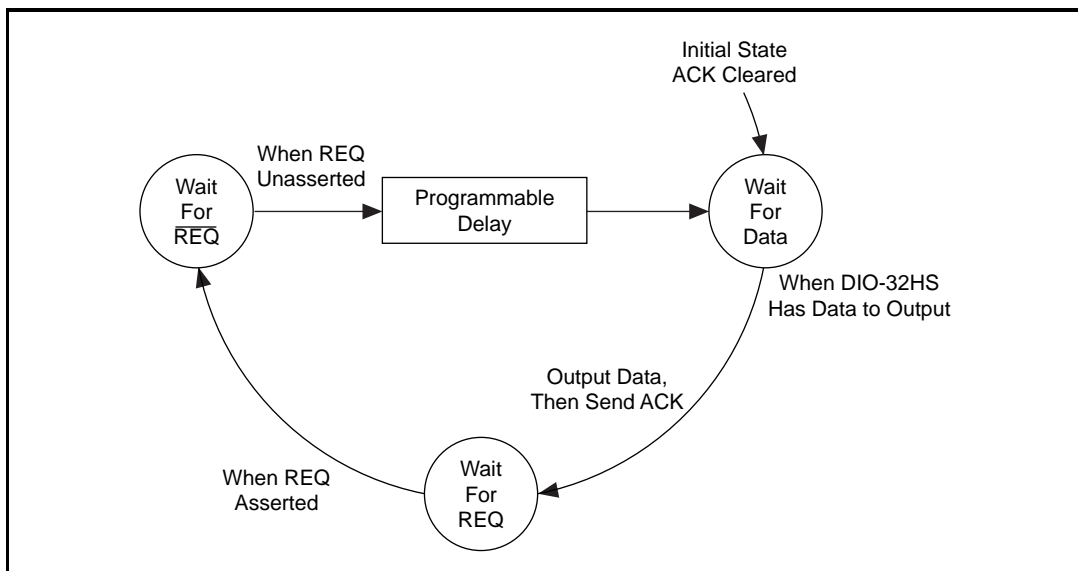 Initial State
ACK Cleared
When REQ
Unasserted
Wait
For
R̅E̅Q̅
Programmable
Delay
Wait
For
Data
When DIO-32HS
Has Data to Output
Output Data,
Then Send ACK
Wait
For
REQ
When REQ
Asserted